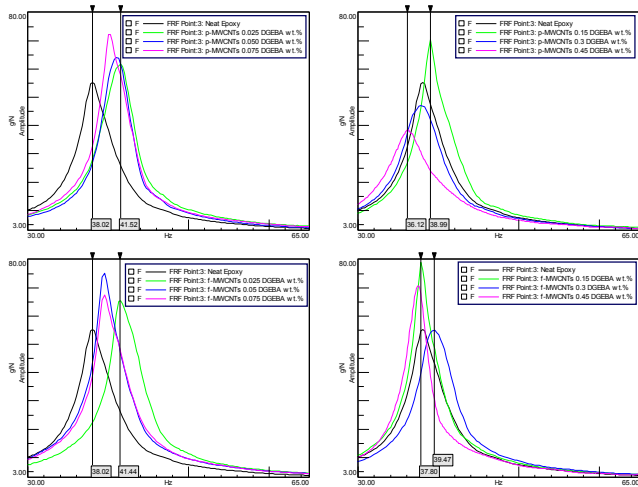 80.00
F FRF Point:3: Neat Epoxy
F FRF Point:3: p-MWCNTs 0.025 DGEBA wt.%
F FRF Point:3: p-MWCNTs 0.050 DGEBA wt.%
F FRF Point:3: p-MWCNTs 0.075 DGEBA wt.%
g/N
Amplitude
3.00
38.02
41.52
30.00
Hz
65.00
80.00
F FRF Point:3: Neat Epoxy
F FRF Point:3: p-MWCNTs 0.15 DGEBA wt.%
F FRF Point:3: p-MWCNTs 0.3 DGEBA wt.%
F FRF Point:3: p-MWCNTs 0.45 DGEBA wt.%
g/N
Amplitude
3.00
36.12
38.99
30.00
Hz
65.00
80.00
F FRF Point:3: Neat Epoxy
F FRF Point:3: f-MWCNTs 0.025 DGEBA wt.%
F FRF Point:3: f-MWCNTs 0.05 DGEBA wt.%
F FRF Point:3: f-MWCNTs 0.075 DGEBA wt.%
g/N
Amplitude
3.00
38.02
41.44
30.00
Hz
65.00
80.00
F FRF Point:3: Neat Epoxy
F FRF Point:3: f-MWCNTs 0.15 DGEBA wt.%
F FRF Point:3: f-MWCNTs 0.3 DGEBA wt.%
F FRF Point:3: f-MWCNTs 0.45 DGEBA wt.%
g/N
Amplitude
39.47
3.00
37.80
30.00
Hz
65.00